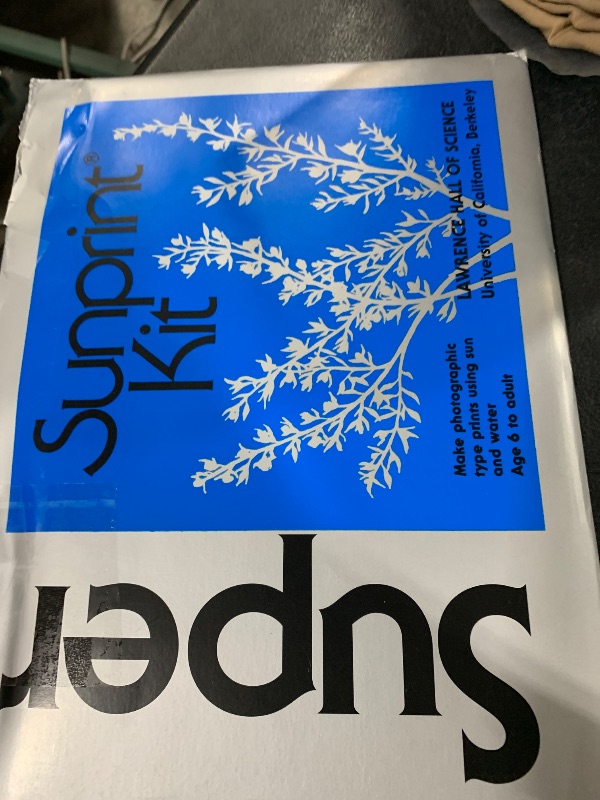 Sunprint®
Kit
Make photographic
type prints using sun
and water
Age 6 to adult
LAWRENCE HALL OF SCIENCE
University of California, Berkeley
Super